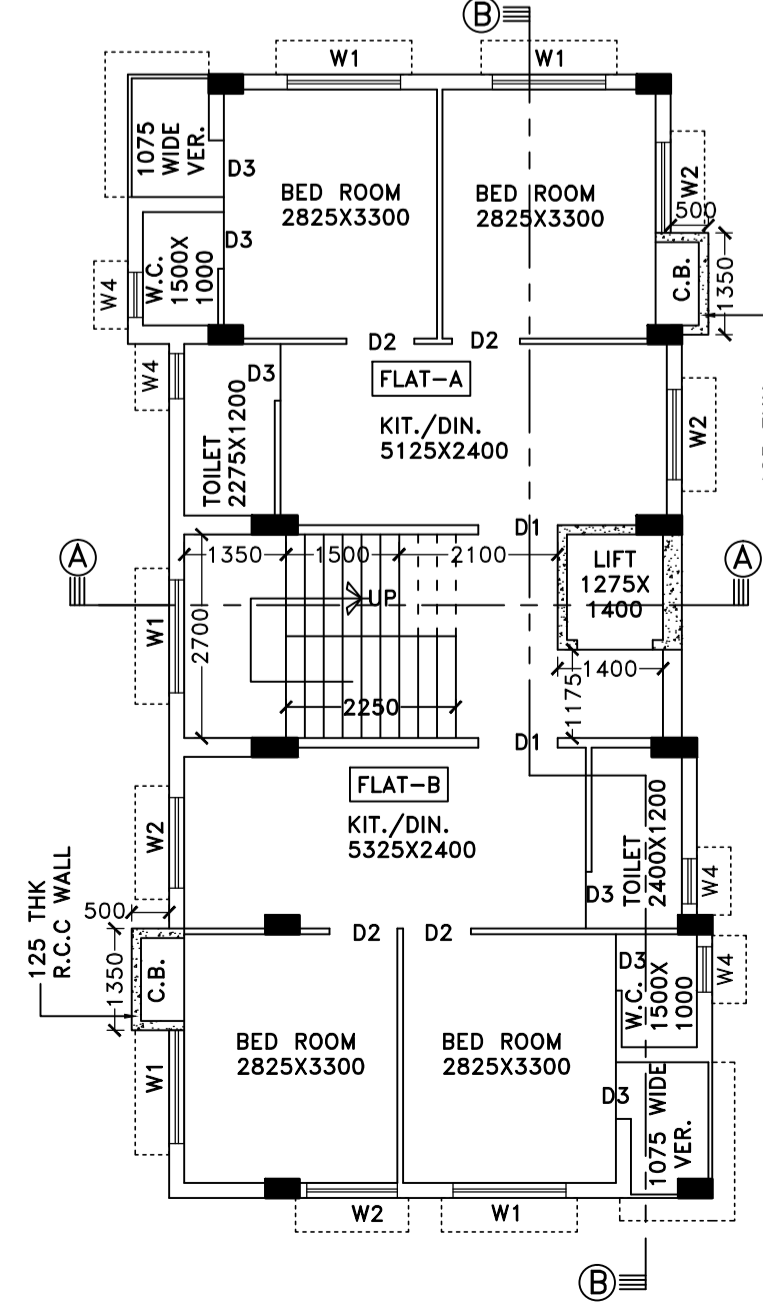 B
W1
W1
1075
WIDE
VER.
D3
BED ROOM
2825X3300
BED ROOM
2825X3300
W2
500
D3
W.C.
1500X
1000
W4
C.B.
1350
D2
D2
W4
D3
FLAT-A
TOILET
2275X1200
KIT./DIN.
5125X2400
W2
D1
A
1350
1500
2100
LIFT
1275X
1400
A
UP
W1
2700
2250
1175
1400
D1
FLAT-B
KIT./DIN.
5325X2400
W2
TOILET
2400X1200
D3
W4
125 THK
R.C.C WALL
500
D2
D2
1350
C.B.
D3
W.C.
1500X
1000
W4
BED ROOM
2825X3300
BED ROOM
2825X3300
W1
D3
1075 WIDE
VER.
W2
W1
B